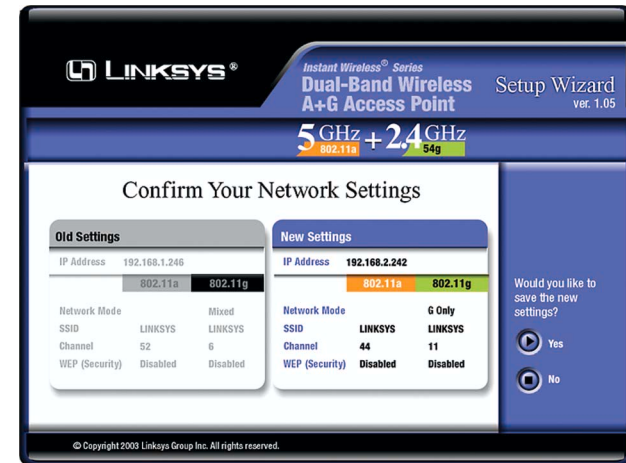 LINKSYS®
Instant Wireless® Series
Dual-Band Wireless
A+G Access Point
Setup Wizard
ver. 1.05
5 GHz + 2.4 GHz
802.11a 54g
Confirm Your Network Settings
Old Settings
IP Address 192.168.1.246
802.11a 802.11g
Network Mode Mixed
SSID LINKSYS LINKSYS
Channel 52 6
WEP (Security) Disabled Disabled
New Settings
IP Address 192.168.2.242
802.11a 802.11g
Network Mode G Only
SSID LINKSYS LINKSYS
Channel 44 11
WEP (Security) Disabled Disabled
Would you like to
save the new
settings?
Yes
No
© Copyright 2003 Linksys Group Inc. All rights reserved.